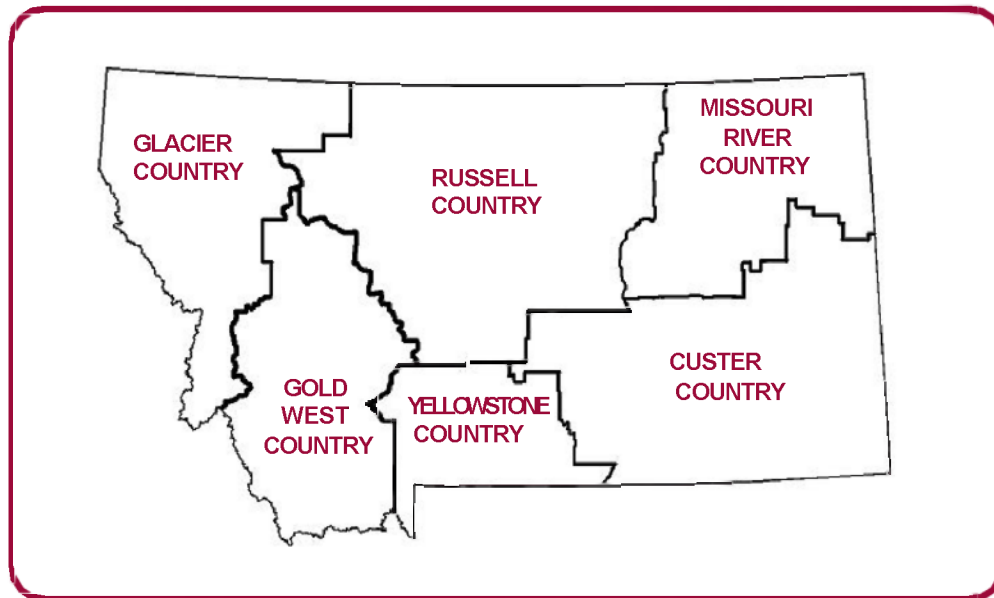 GLACIER
COUNTRY
RUSSELL
COUNTRY
MISSOURI
RIVER
COUNTRY
GOLD
WEST
COUNTRY
YELLOWSTONE
COUNTRY
CUSTER
COUNTRY